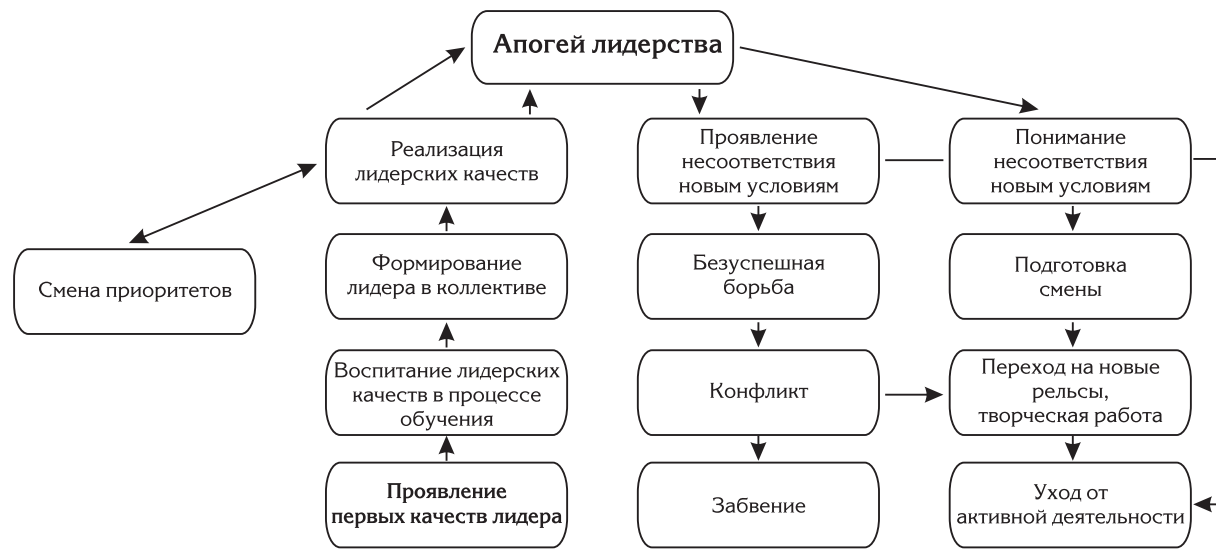 Апогей лидерства
Реализация
лидерских качеств
Проявление
несоответствия
новым условиям
Понимание
несоответствия
новым условиям
Смена приоритетов
Формирование
лидера в коллективе
Безуспешная
борьба
Подготовка
смены
Воспитание лидерских
качеств в процессе
обучения
Конфликт
Переход на новые
рельсы,
творческая работа
Проявление
первых качеств лидера
Забвение
Уход от
активной деятельности